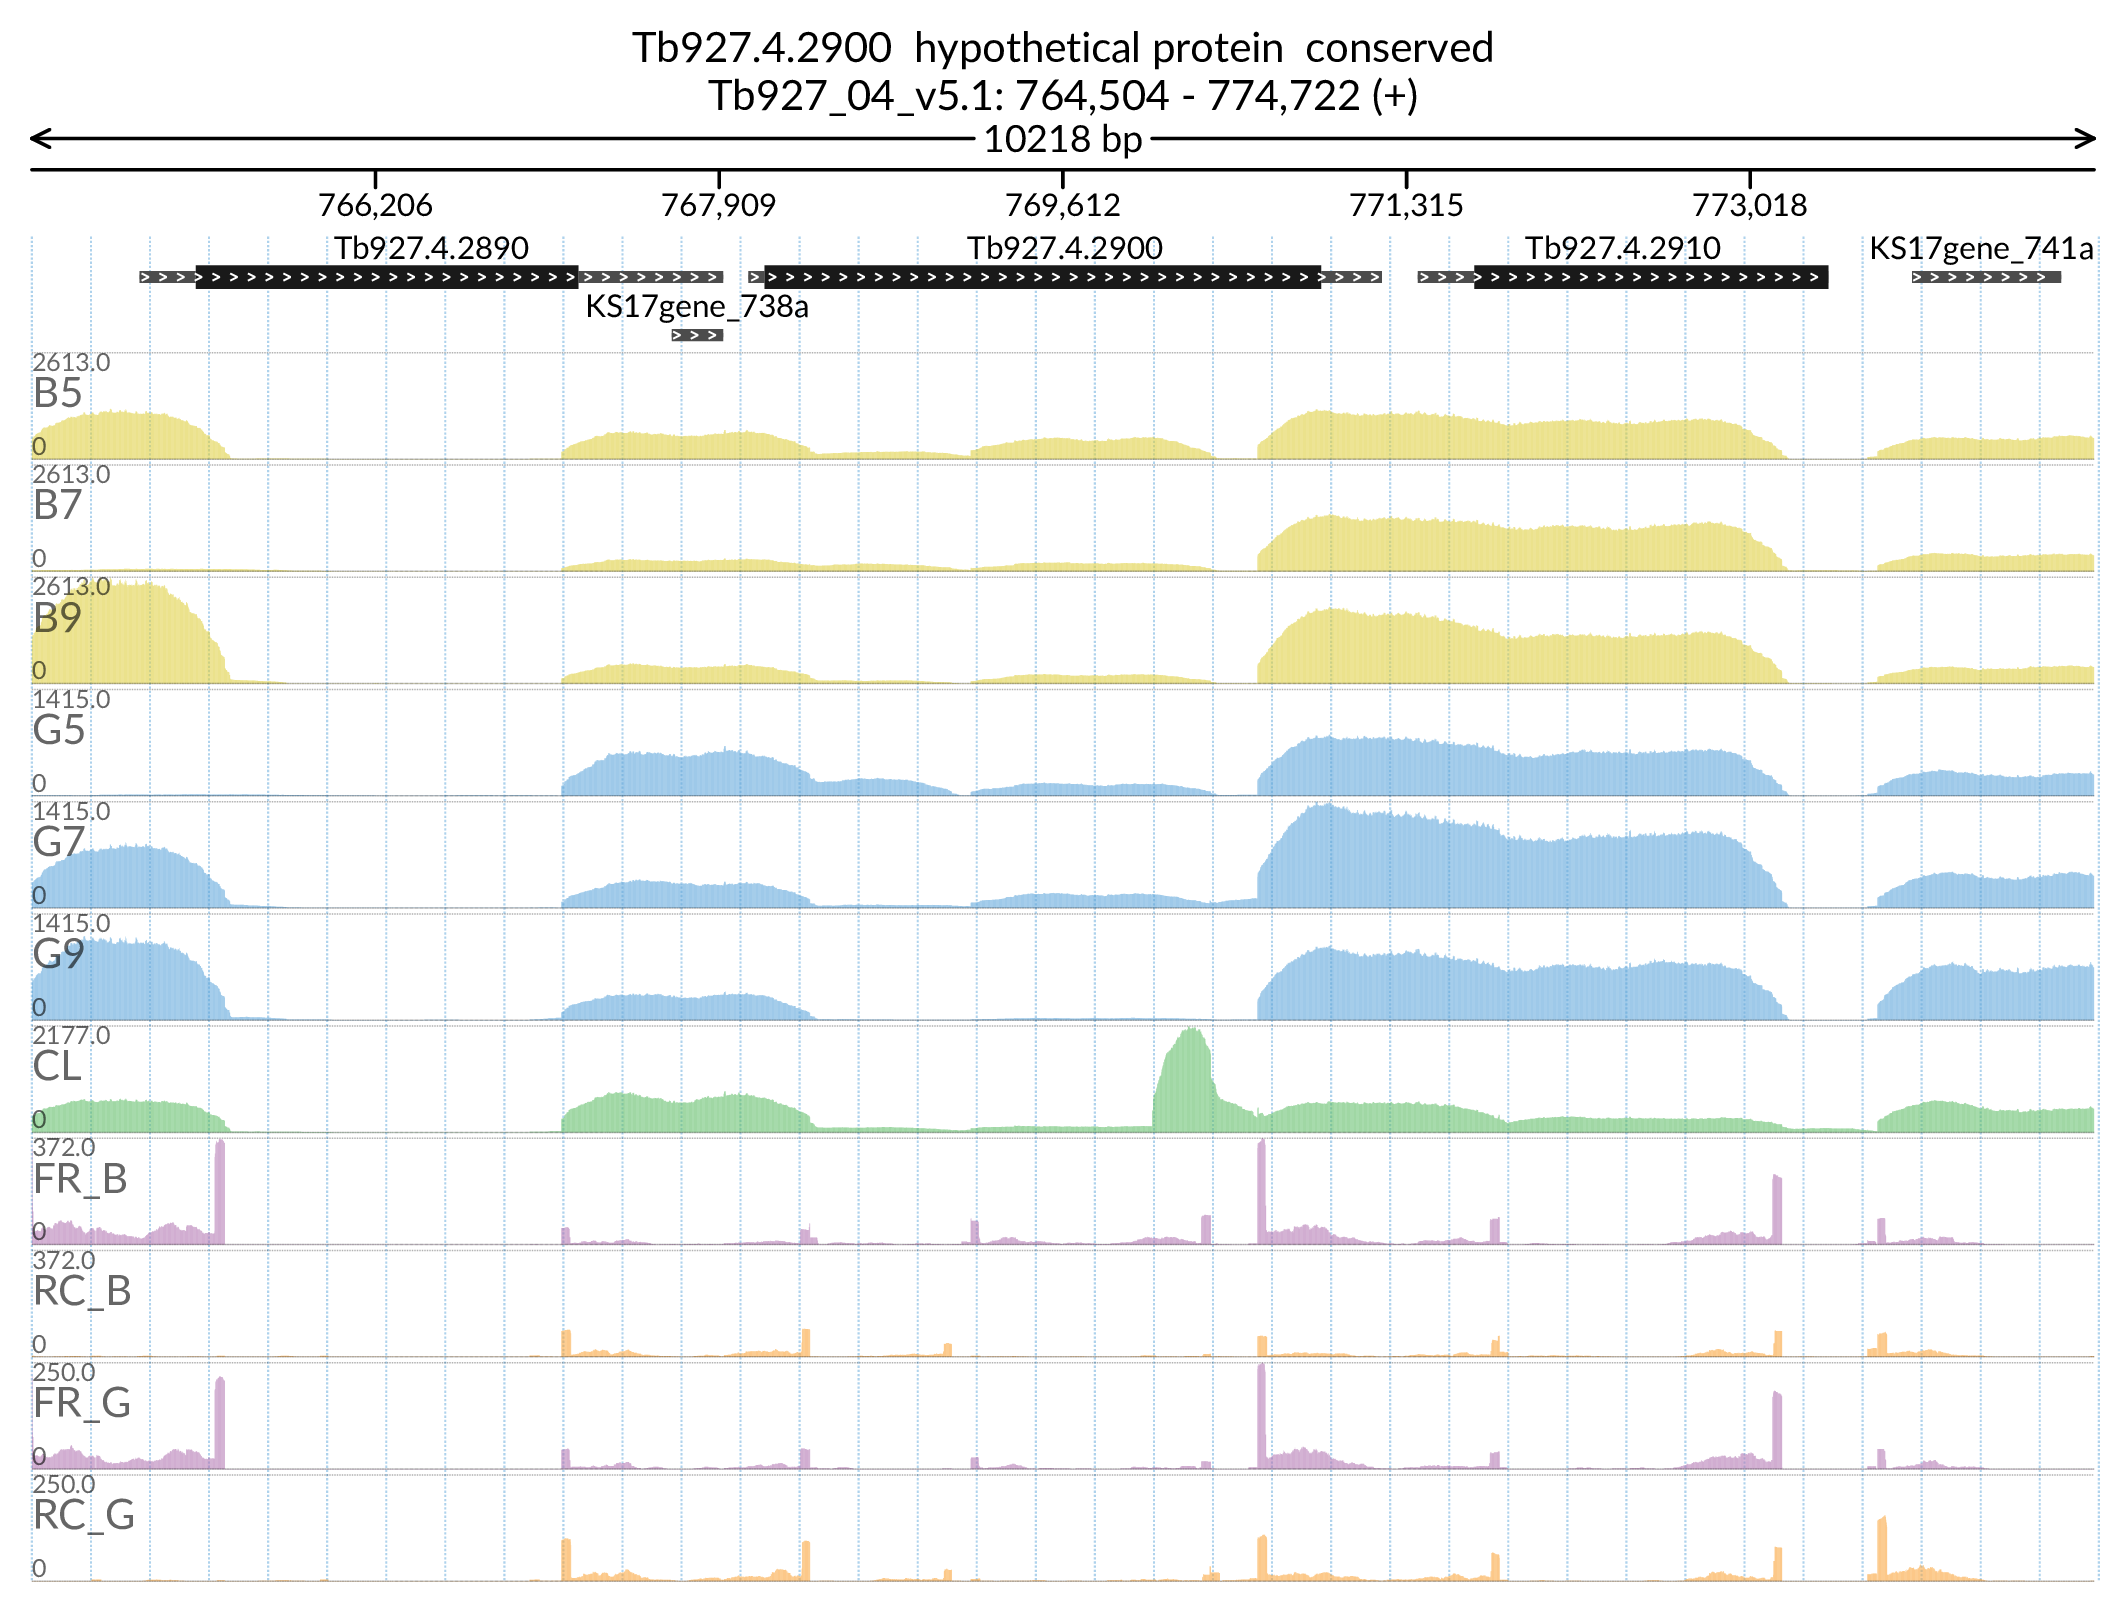 Tb927.4.2900 hypothetical protein conserved
Tb927_04_v5.1: 764,504 - 774,722 (+)
10218 bp
766,206 767,909 769,612 771,315 773,018
Tb927.4.2890 Tb927.4.2900 Tb927.4.2910 KS17gene_741a
KS17gene_738a
2613.0
B5
0
2613.0
B7
0
2613.0
B9
0
1415.0
G5
0
1415.0
G7
0
1415.0
G9
0
2177.0
CL
0
372.0
FR_B
0
372.0
RC_B
0
250.0
FR_G
0
250.0
RC_G
0